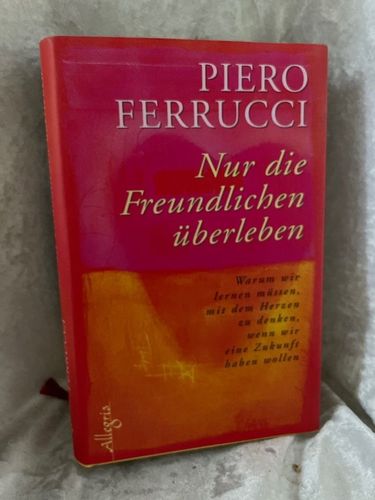 PIERO
FERRUCCI
Nur die
Freundlichen
überleben
Warum wir
lernen müssen,
mit dem Herzen
zu denken,
wenn wir
eine Zukunft
haben wollen
Allegria